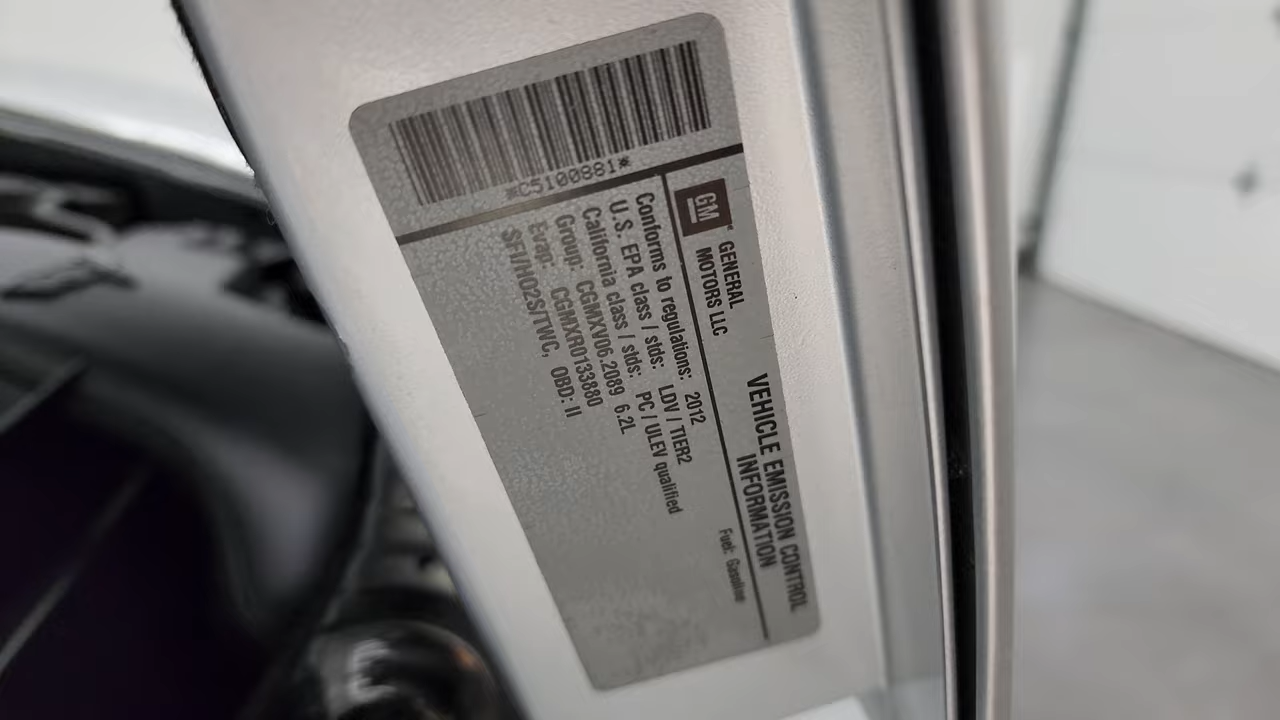 GM
GENERAL
MOTORS LLC
VEHICLE EMISSION CONTROL
INFORMATION
Conforms to regulations: 2012
Fuel: Gasoline
U.S. EPA class / stds: LDV / TIER2
California class / stds: PC / ULEV qualified
Group: CGMXV06.2089 6.2L
Evap: CGMXR0133880
SFI/HO2S/TWC, OBD: II
*C5100881*